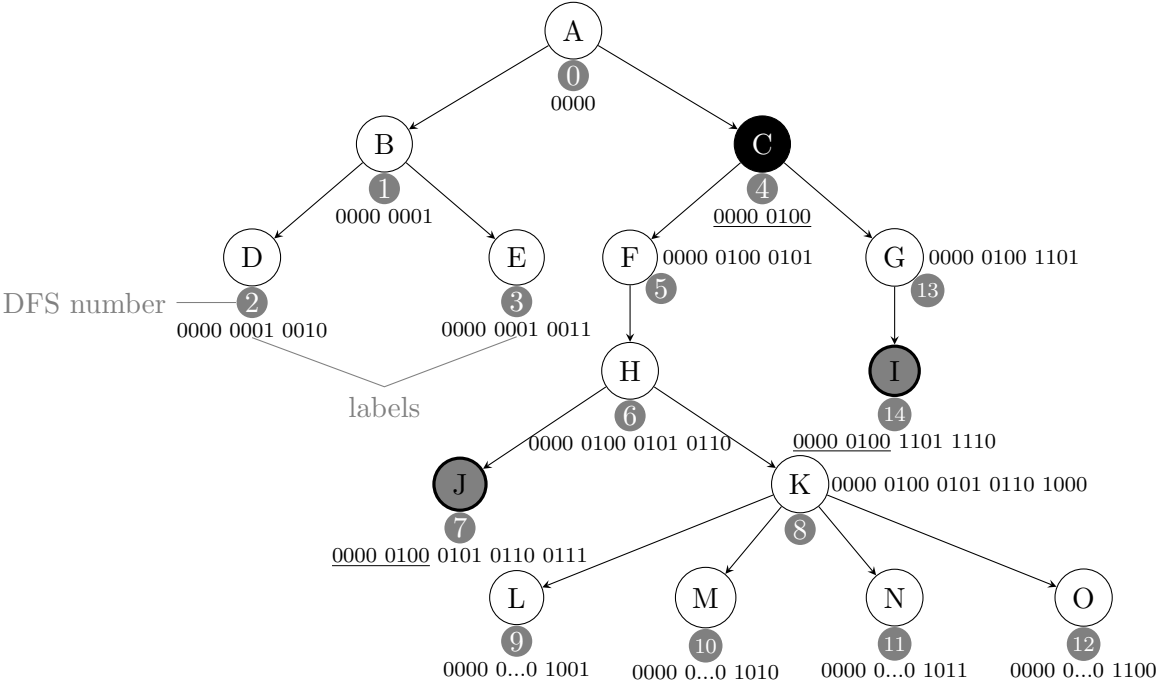 A
0
0000
B
C
1
4
0000 0001
0000 0100
D
E
F
0000 0100 0101
G
0000 0100 1101
DFS number
2
3
5
13
0000 0001 0010
0000 0001 0011
H
I
labels
6
14
0000 0100 0101 0110
0000 0100 1101 1110
J
K
0000 0100 0101 0110 1000
7
8
0000 0100 0101 0110 0111
L
M
N
O
9
10
11
12
0000 0...0 1001
0000 0...0 1010
0000 0...0 1011
0000 0...0 1100